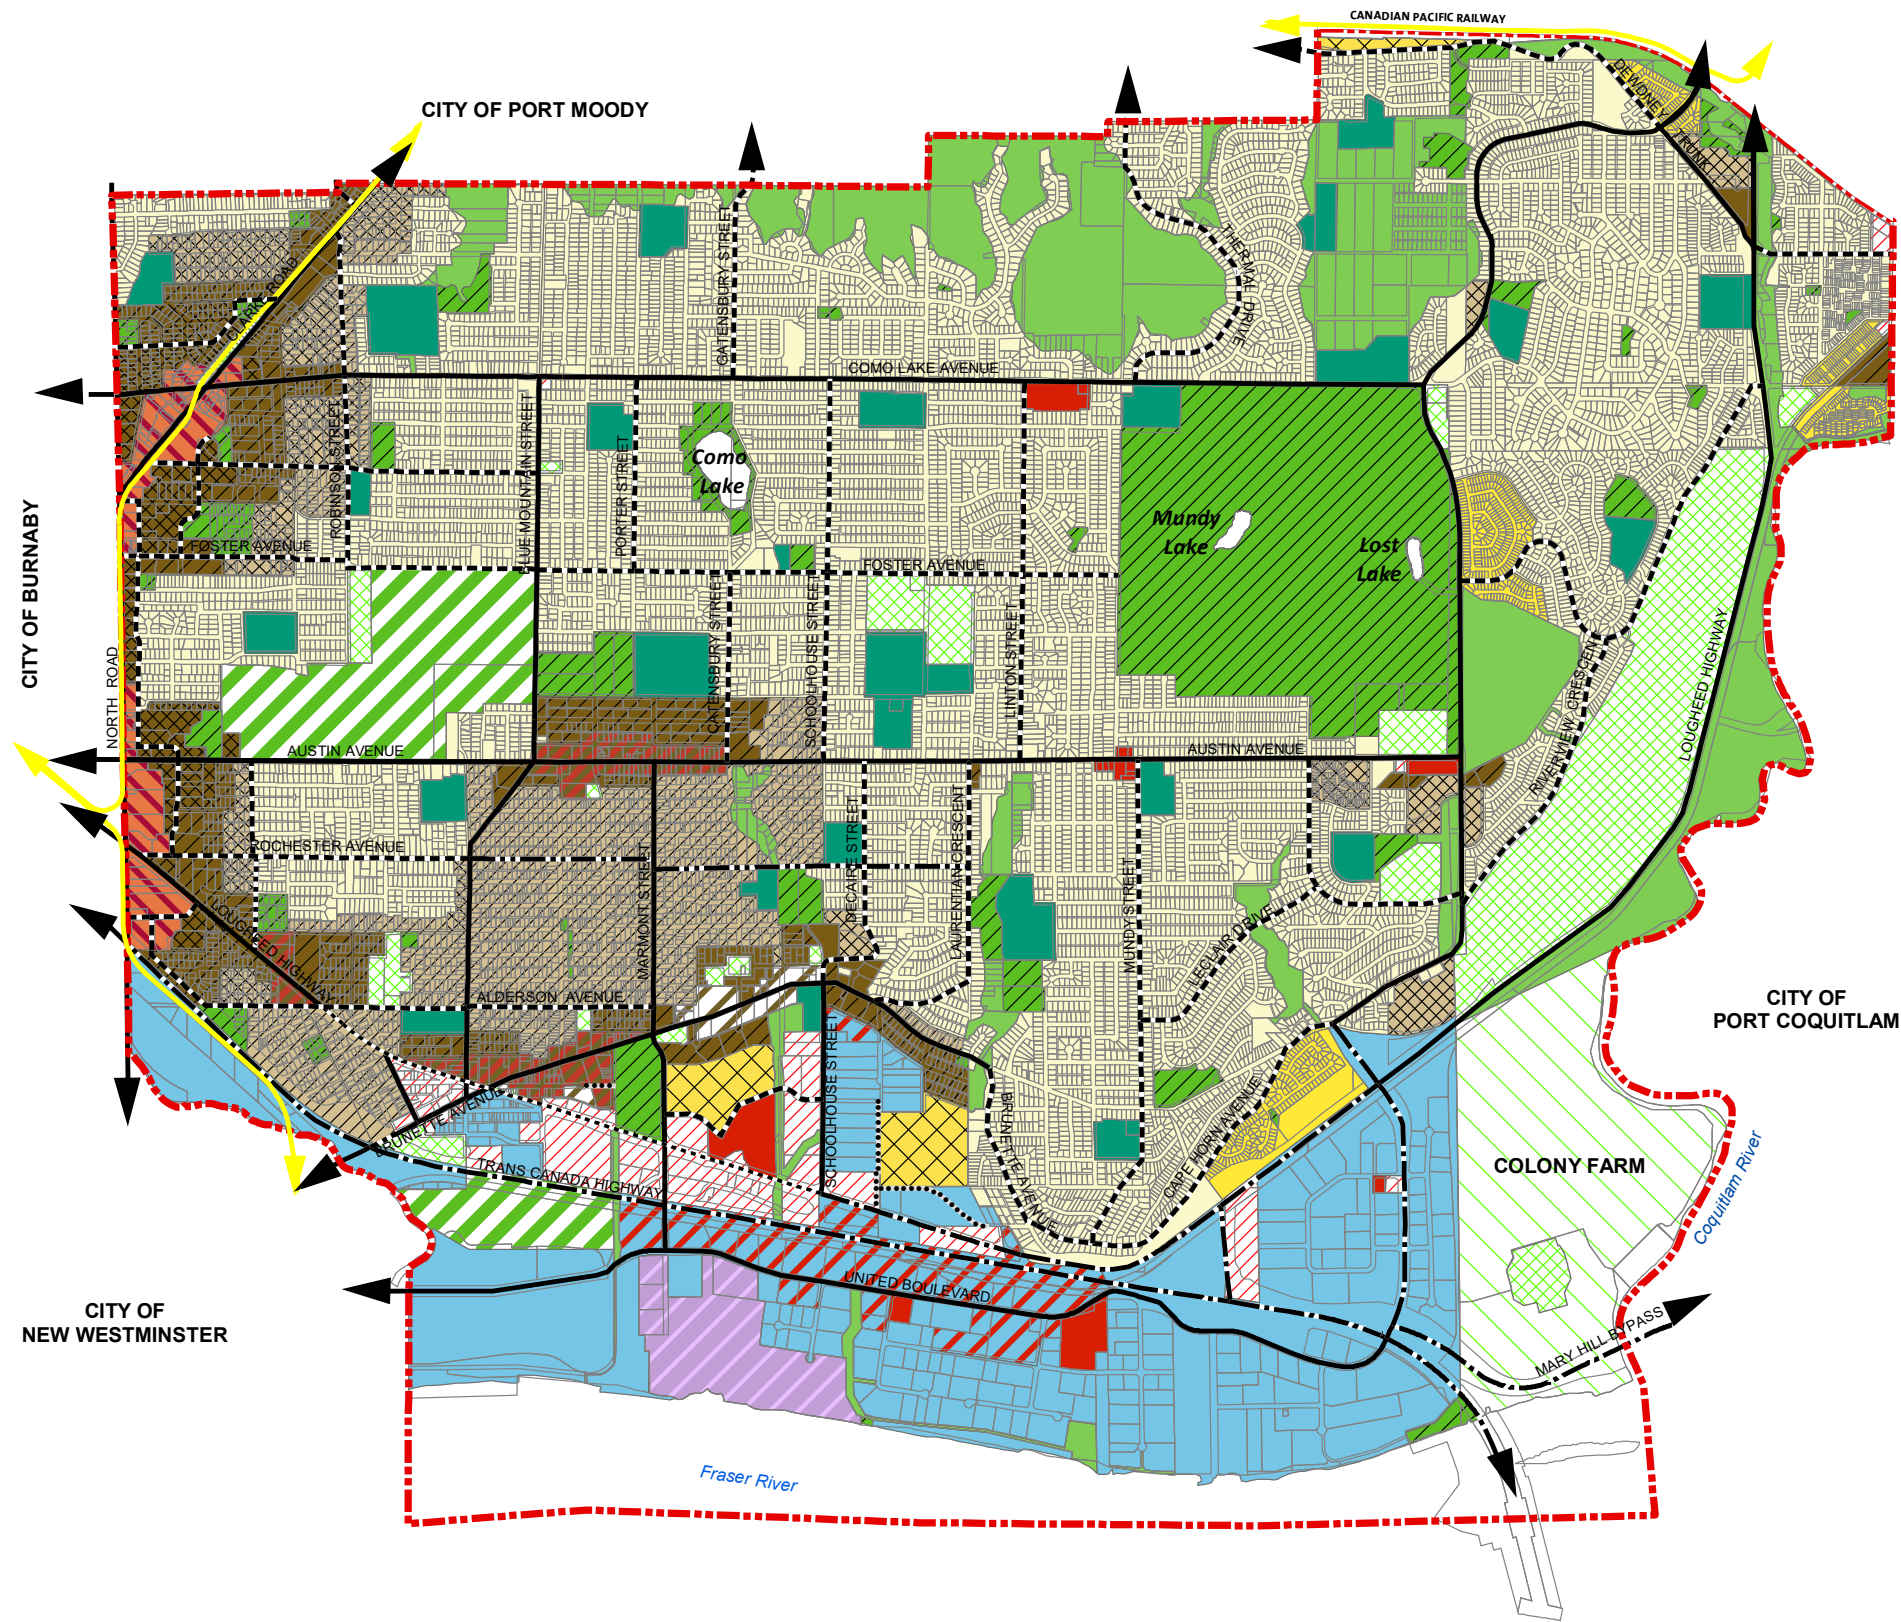 CANADIAN PACIFIC RAILWAY
DEWDNEY TRUNK
CITY OF PORT MOODY
GATENSBURY STREET
THERMAL DRIVE
CLARKE ROAD
COMO LAKE AVENUE
ROBINSON STREET
BLUE MOUNTAIN STREET
PORTER STREET
Como
Lake
Mundy
Lake
Lost
Lake
CITY OF BURNABY
FOSTER AVENUE
FOSTER AVENUE
GATENSBURY STREET
SCHOOLHOUSE STREET
LINTON STREET
NORTH ROAD
RIVERVIEW CRESCENT
LOUGHEED HIGHWAY
AUSTIN AVENUE
AUSTIN AVENUE
ROCHESTER AVENUE
MARMONT STREET
DECAIRE STREET
LAURENTIAN CRESCENT
MUNDY STREET
LECLAIR DRIVE
LOUGHEED HIGHWAY
ALDERSON AVENUE
CITY OF
PORT COQUITLAM
SCHOOLHOUSE STREET
BRUNETTE AVENUE
BRUNETTE AVENUE
CAPE HORN AVENUE
TRANS CANADA HIGHWAY
COLONY FARM
Coquitlam River
UNITED BOULEVARD
CITY OF
NEW WESTMINSTER
MARY HILL BYPASS
Fraser River